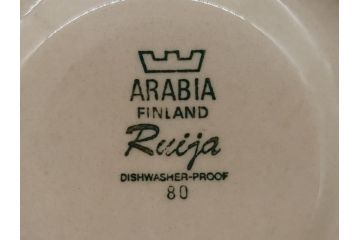 ARABIA
FINLAND
Ruija
DISHWASHER-PROOF
80